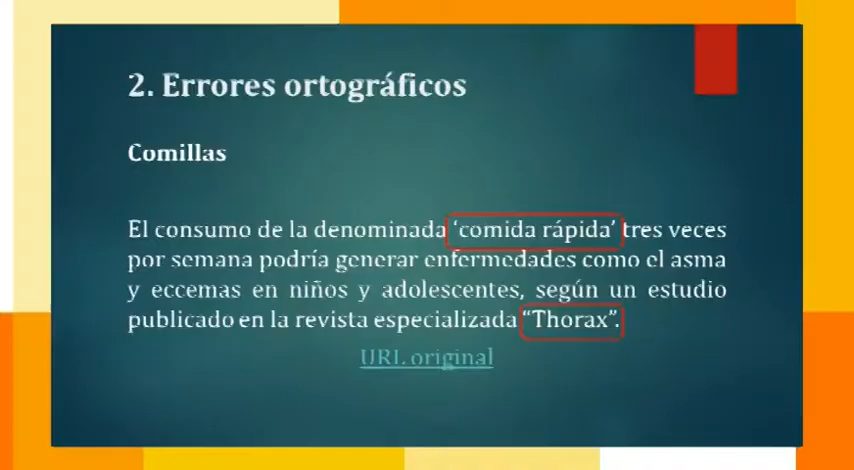 2. Errores ortográficos
Comillas
El consumo de la denominada ‘comida rápida’ tres veces
por semana podría generar enfermedades como el asma
y eccemas en niños y adolescentes, según un estudio
publicado en la revista especializada “Thorax”.
URL original